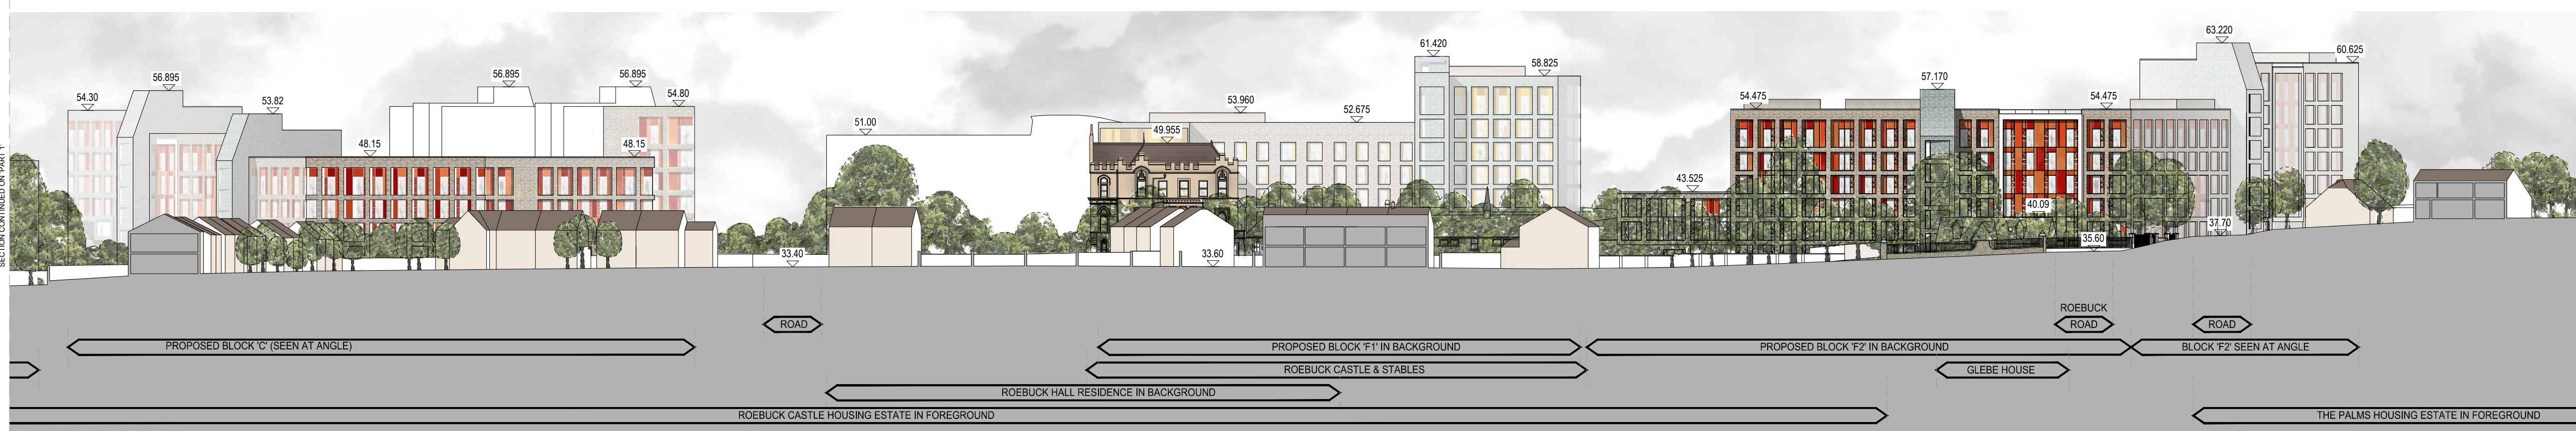 SECTION CONTINUED ON 'PART 1'
54.30
56.895
53.82
48.15
56.895
56.895
54.80
48.15
33.40
51.00
49.955
53.960
52.675
61.420
58.825
33.60
43.525
54.475
57.170
54.475
40.09
35.60
37.70
63.220
60.625
ROAD
ROEBUCK
ROAD
ROAD
PROPOSED BLOCK 'C' (SEEN AT ANGLE)
PROPOSED BLOCK 'F1' IN BACKGROUND
PROPOSED BLOCK 'F2' IN BACKGROUND
BLOCK 'F2' SEEN AT ANGLE
ROEBUCK CASTLE & STABLES
GLEBE HOUSE
ROEBUCK HALL RESIDENCE IN BACKGROUND
ROEBUCK CASTLE HOUSING ESTATE IN FOREGROUND
THE PALMS HOUSING ESTATE IN FOREGROUND